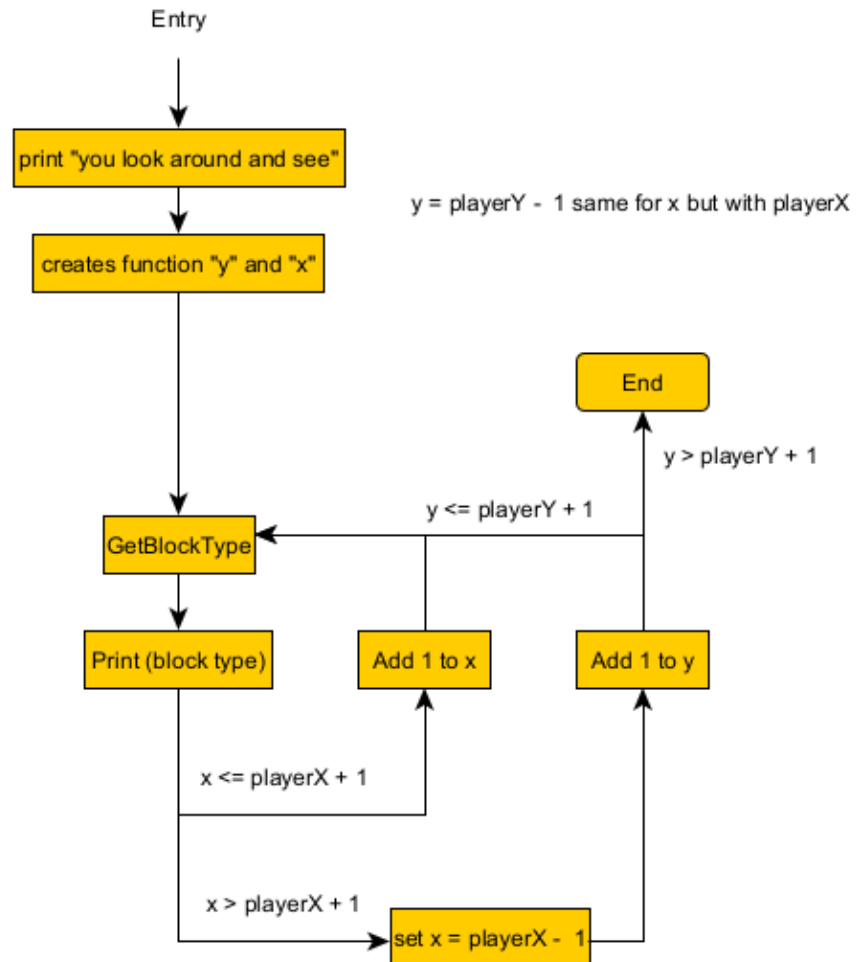 Entry
print "you look around and see"
y = playerY - 1 same for x but with playerX
creates function "y" and "x"
End
y > playerY + 1
y <= playerY + 1
GetBlockType
Print (block type)
Add 1 to x
Add 1 to y
x <= playerX + 1
x > playerX + 1
set x = playerX - 1